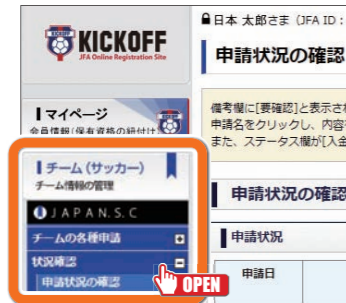 KICKOFF
JFA Online Registration Site
マイページ
会員情報(保有資格の紐付け
チーム (サッカー)
チーム情報の管理
JAPAN.S.C
チームの各種申請
状況確認
申請状況の確認
OPEN
日本 太郎さま (JFA ID :
申請状況の確認
備考欄に[要確認]と表示され
申請名をクリックし、内容
また、ステータス欄が[入金
申請状況の確認
申請状況
申請日